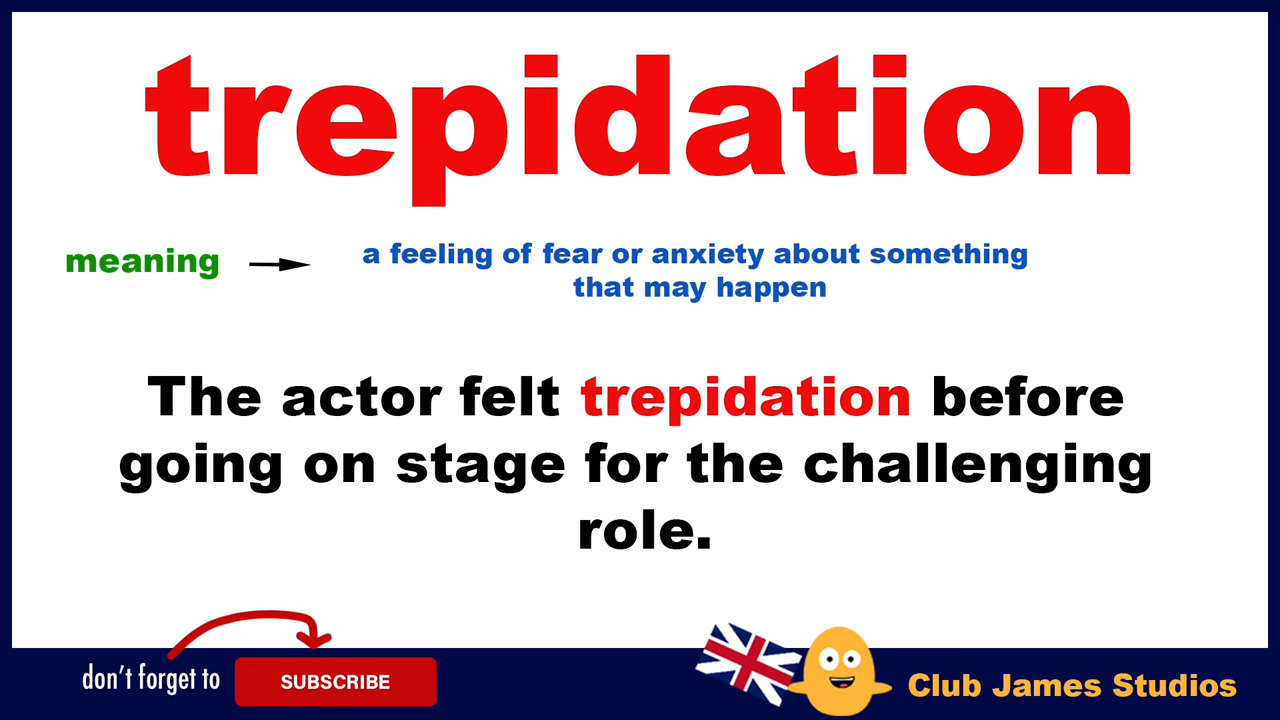 trepidation
meaning
a feeling of fear or anxiety about something
that may happen
The actor felt trepidation before
going on stage for the challenging
role.
don't forget to
SUBSCRIBE
Club James Studios